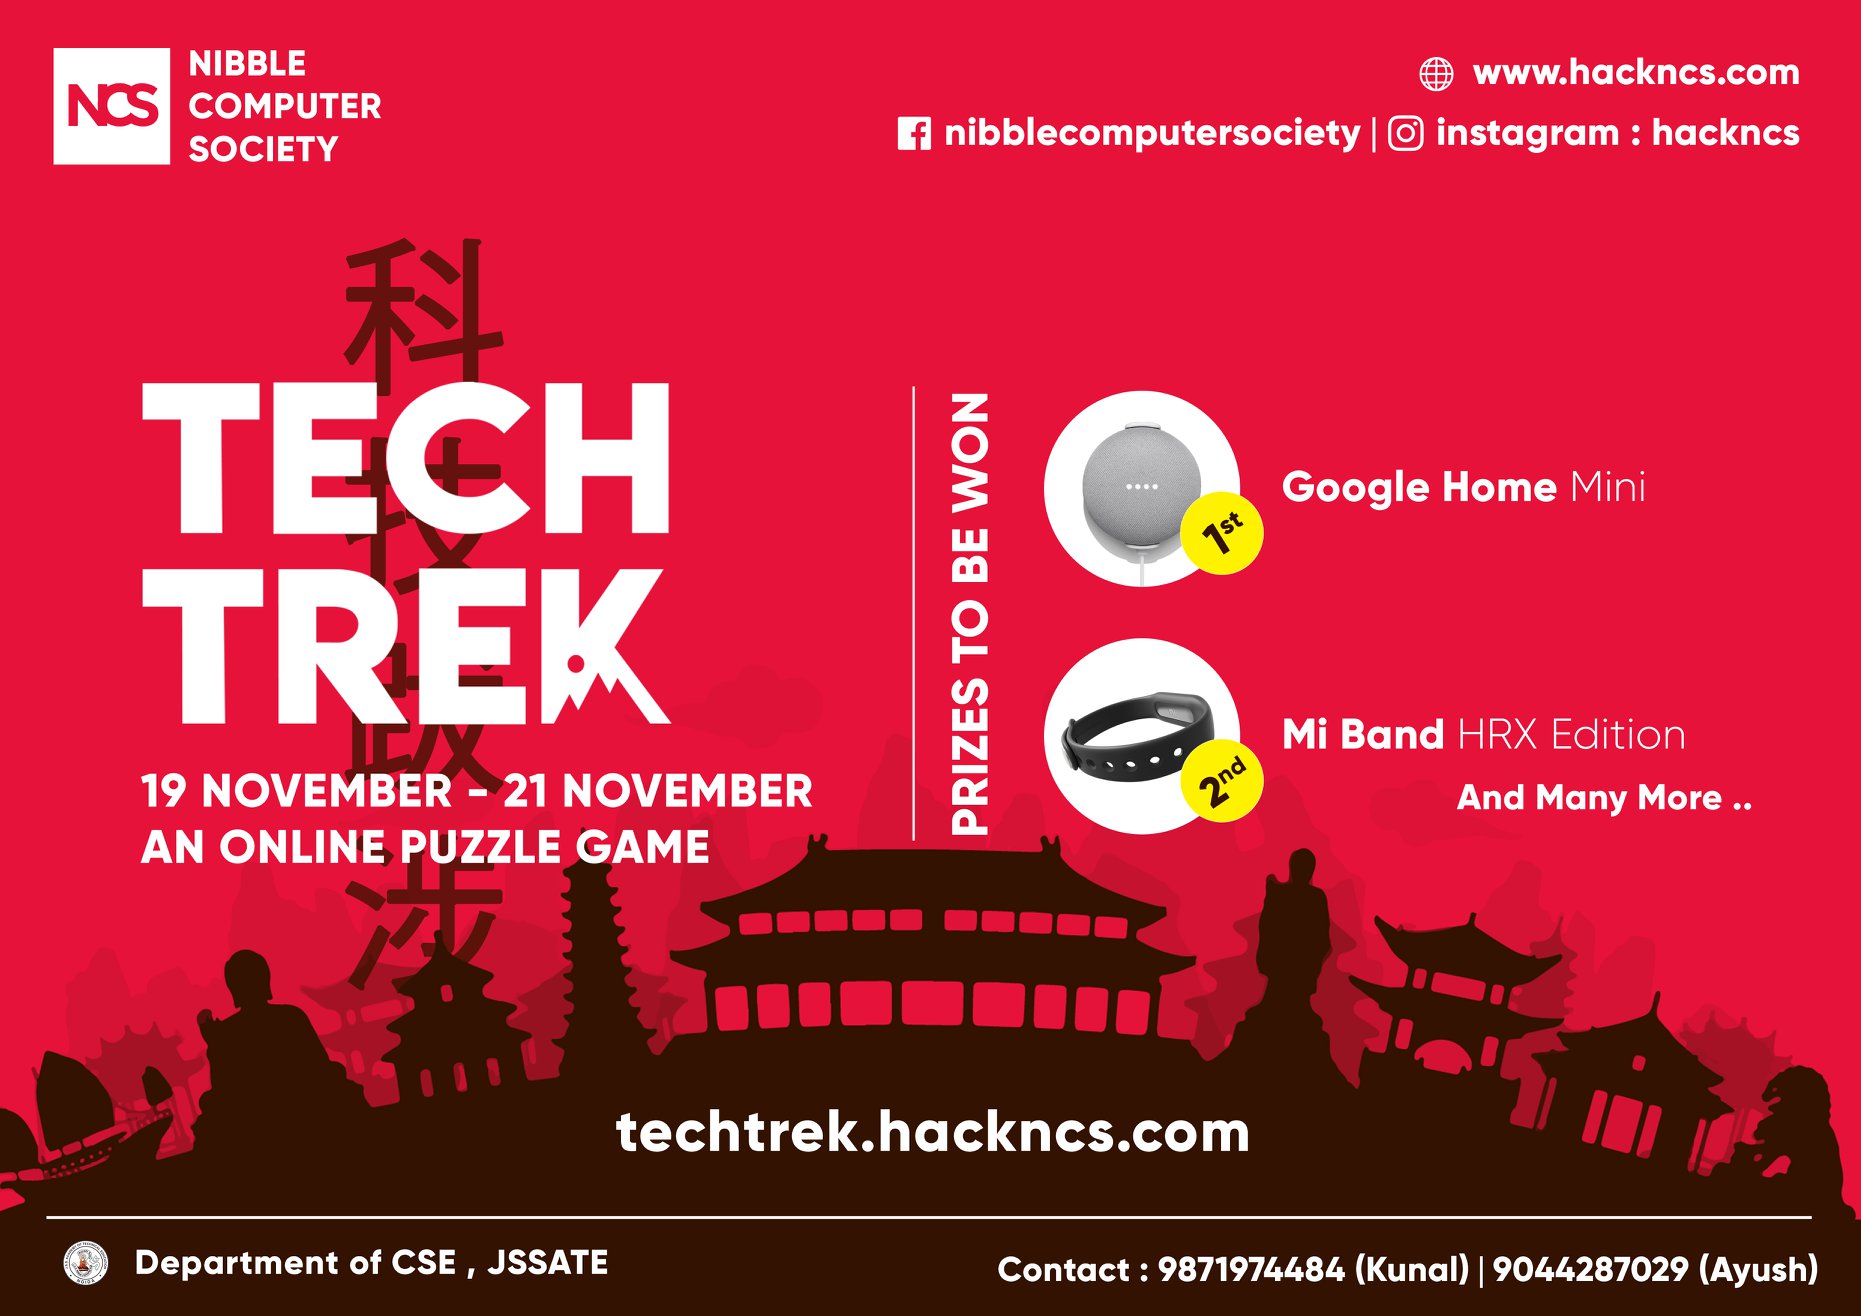 NCS
NIBBLE
COMPUTER
SOCIETY
www.hackncs.com
nibblecomputersociety | instagram : hackncs
科技跋涉
TECH
TREK
19 NOVEMBER - 21 NOVEMBER
AN ONLINE PUZZLE GAME
PRIZES TO BE WON
1st
Google Home Mini
2nd
Mi Band HRX Edition
And Many More ..
techtrek.hackncs.com
Department of CSE , JSSATE
Contact : 9871974484 (Kunal) | 9044287029 (Ayush)